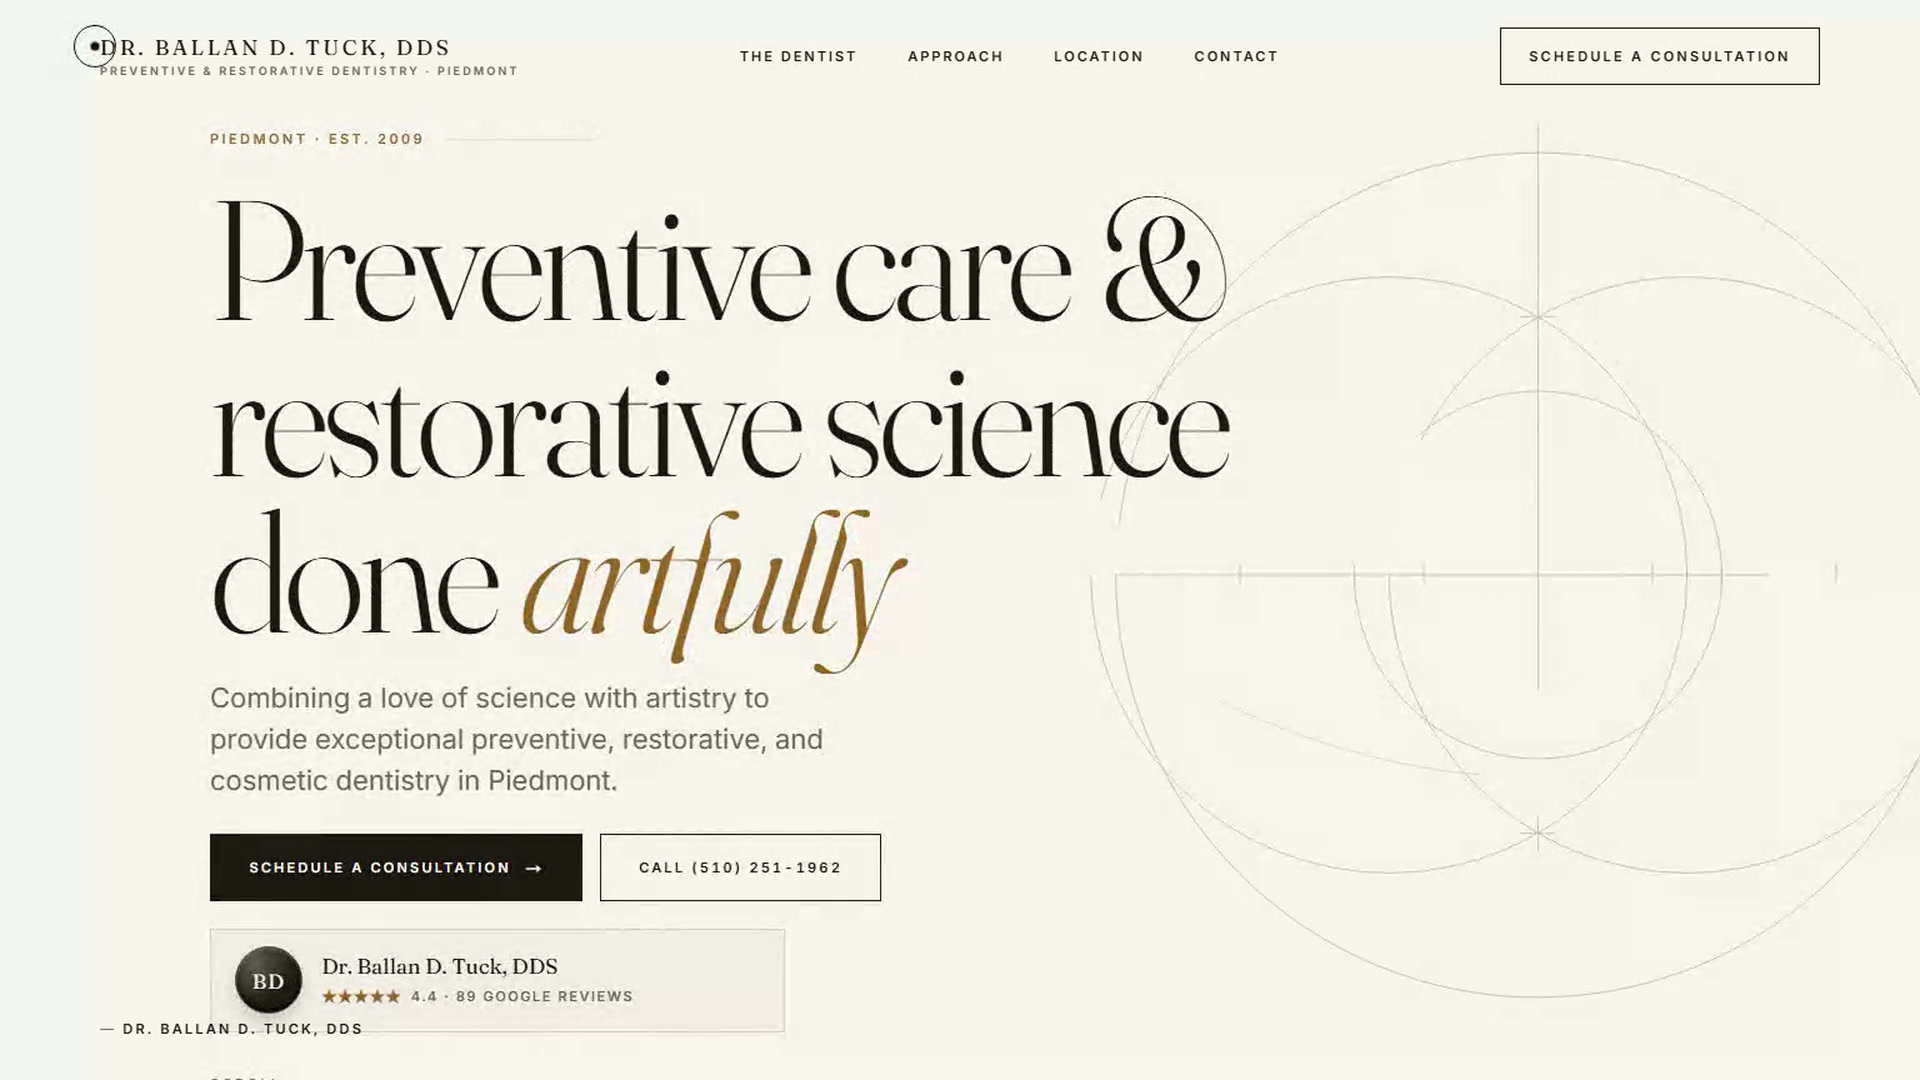 DR. BALLAN D. TUCK, DDS
PREVENTIVE & RESTORATIVE DENTISTRY · PIEDMONT
THE DENTIST
APPROACH
LOCATION
CONTACT
SCHEDULE A CONSULTATION
PIEDMONT · EST. 2009
Preventive care &
restorative science
done artfully
Combining a love of science with artistry to
provide exceptional preventive, restorative, and
cosmetic dentistry in Piedmont.
SCHEDULE A CONSULTATION →
CALL (510) 251-1962
BD
Dr. Ballan D. Tuck, DDS
★★★★★ 4.4 · 89 GOOGLE REVIEWS
— DR. BALLAN D. TUCK, DDS